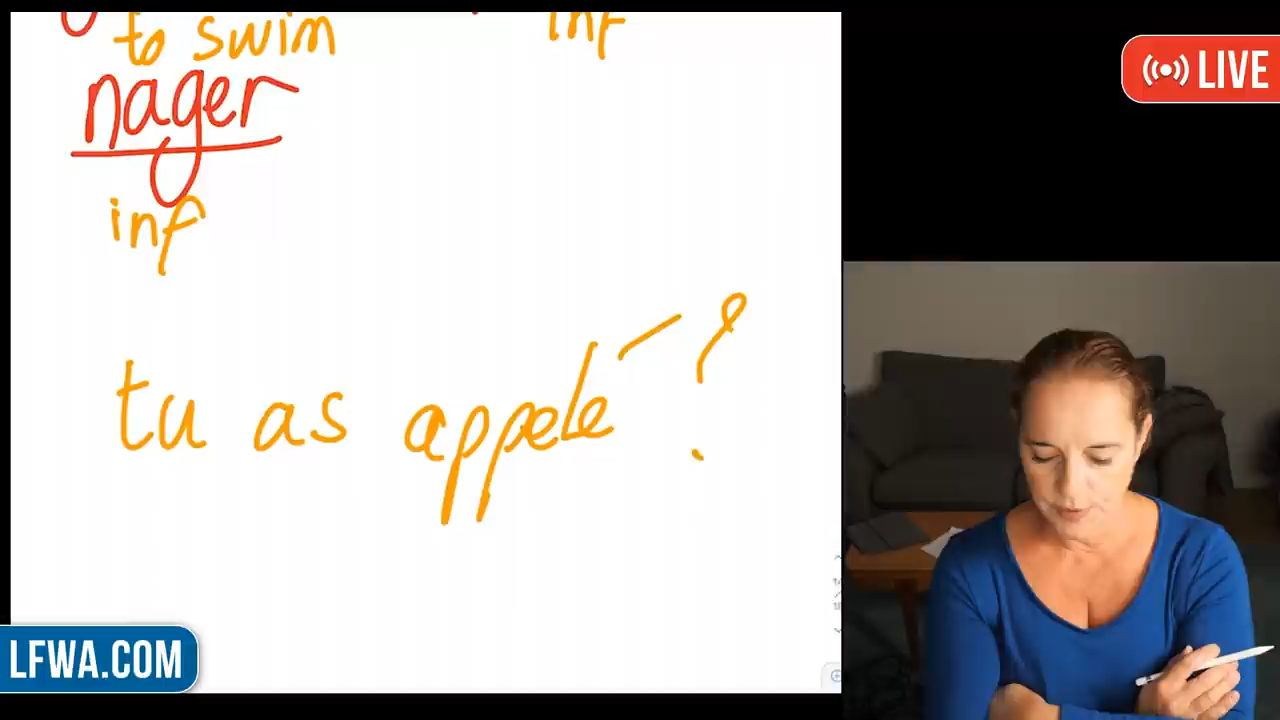 to swim
inf
nager
inf
tu as appelé ?
LIVE
LFWA.COM